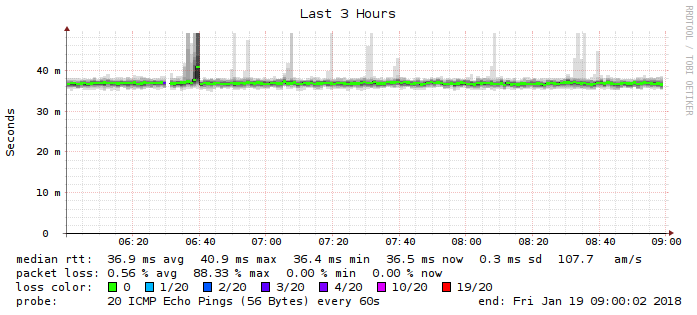 Last 3 Hours
RRDTOOL / TOBI OETIKER
Seconds
40 m
30 m
20 m
10 m
0
06:20 06:40 07:00 07:20 07:40 08:00 08:20 08:40 09:00
median rtt: 36.9 ms avg 40.9 ms max 36.4 ms min 36.5 ms now 0.3 ms sd 107.7 am/s
packet loss: 0.56 % avg 88.33 % max 0.00 % min 0.00 % now
loss color: 0 1/20 2/20 3/20 4/20 10/20 19/20
probe: 20 ICMP Echo Pings (56 Bytes) every 60s end: Fri Jan 19 09:00:02 2018